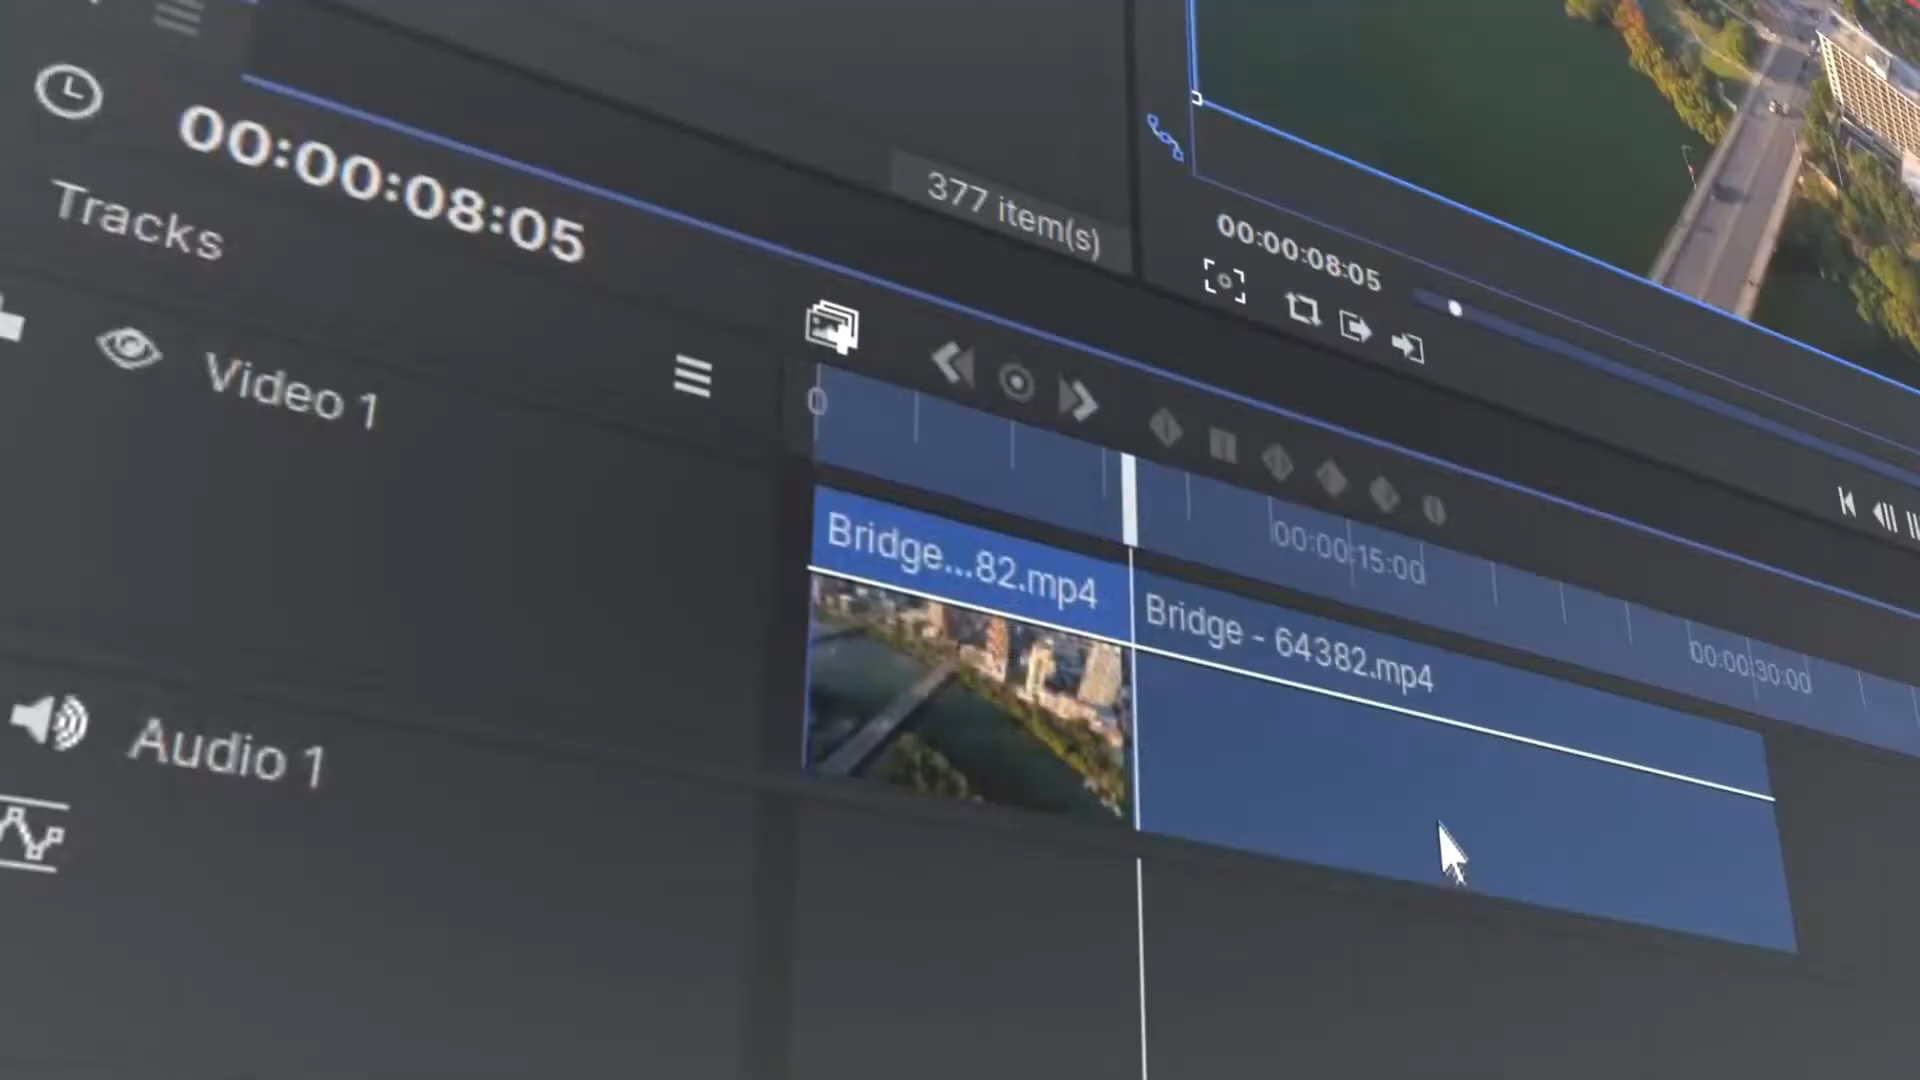 00:00:08:05
Tracks
377 item(s)
00:00:08:05
Video 1
0
00:00:15:00
00:00:30:00
Bridge...82.mp4
Bridge - 64382.mp4
Audio 1